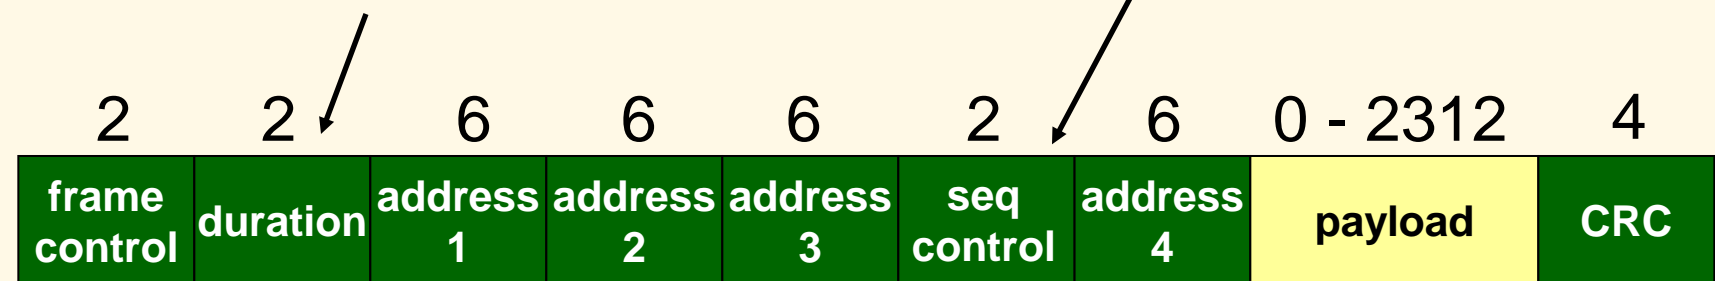 2 2 6 6 6 2 6 0 - 2312 4
frame control duration address 1 address 2 address 3 seq control address 4 payload CRC